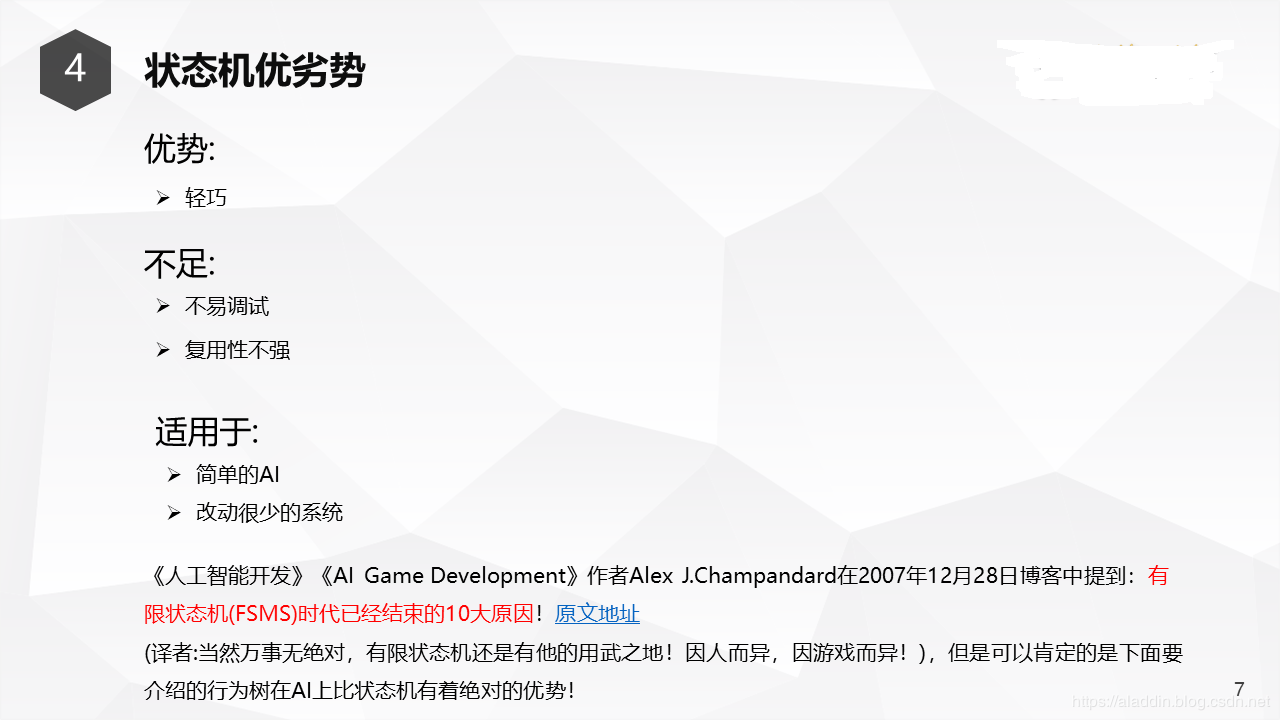 4
状态机优劣势
优势:
➢ 轻巧
不足:
➢ 不易调试
➢ 复用性不强
适用于:
➢ 简单的AI
➢ 改动很少的系统
《人工智能开发》《AI Game Development》作者Alex J.Champandard在2007年12月28日博客中提到：有
限状态机(FSMS)时代已经结束的10大原因！原文地址
(译者:当然万事无绝对，有限状态机还是有他的用武之地！因人而异，因游戏而异！)，但是可以肯定的是下面要
介绍的行为树在AI上比状态机有着绝对的优势！
7
https://aladdin.blog.csdn.net